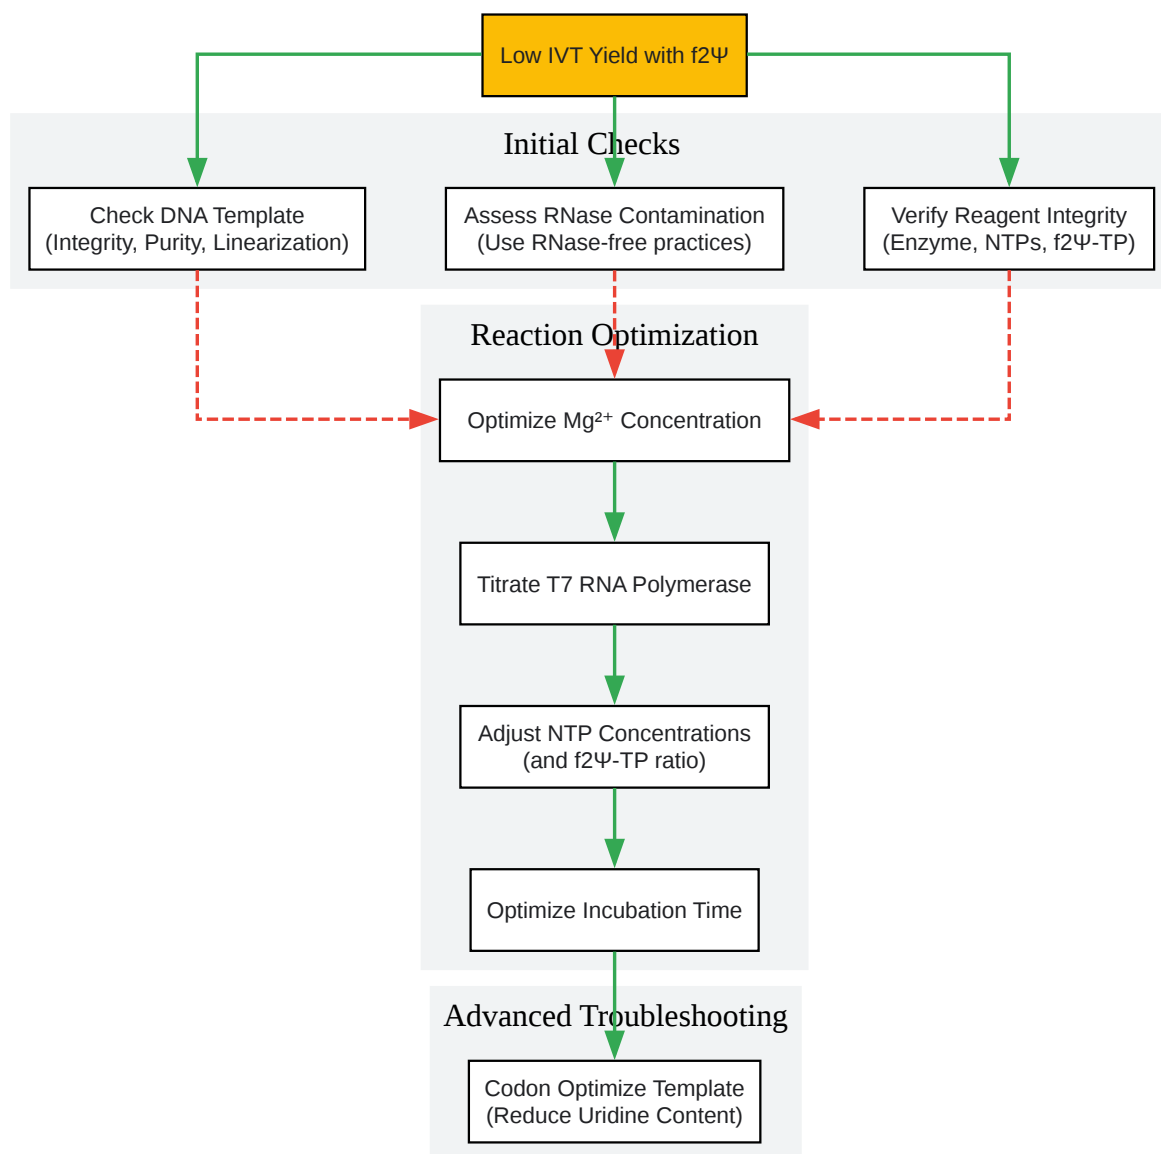 Low IVT Yield with f2Ψ
Initial Checks
Check DNA Template
(Integrity, Purity, Linearization)
Assess RNase Contamination
(Use RNase-free practices)
Verify Reagent Integrity
(Enzyme, NTPs, f2Ψ-TP)
Reaction Optimization
Optimize Mg²⁺ Concentration
Titrate T7 RNA Polymerase
Adjust NTP Concentrations
(and f2Ψ-TP ratio)
Optimize Incubation Time
Advanced Troubleshooting
Codon Optimize Template
(Reduce Uridine Content)